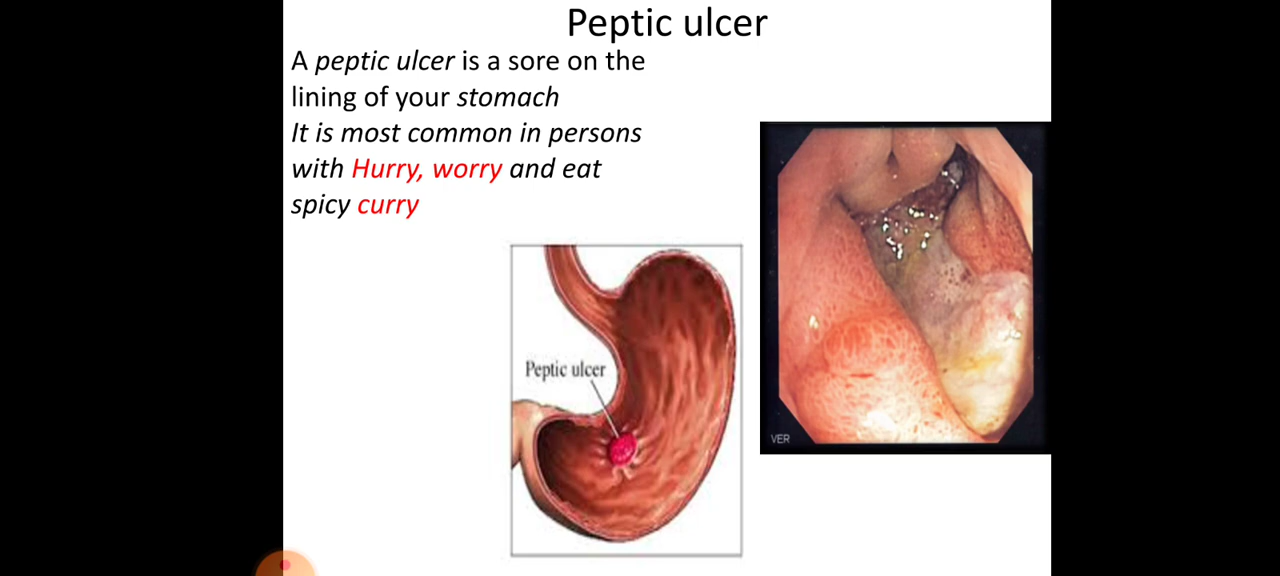 Peptic ulcer
A peptic ulcer is a sore on the
lining of your stomach
It is most common in persons
with Hurry, worry and eat
spicy curry
Peptic ulcer
VER